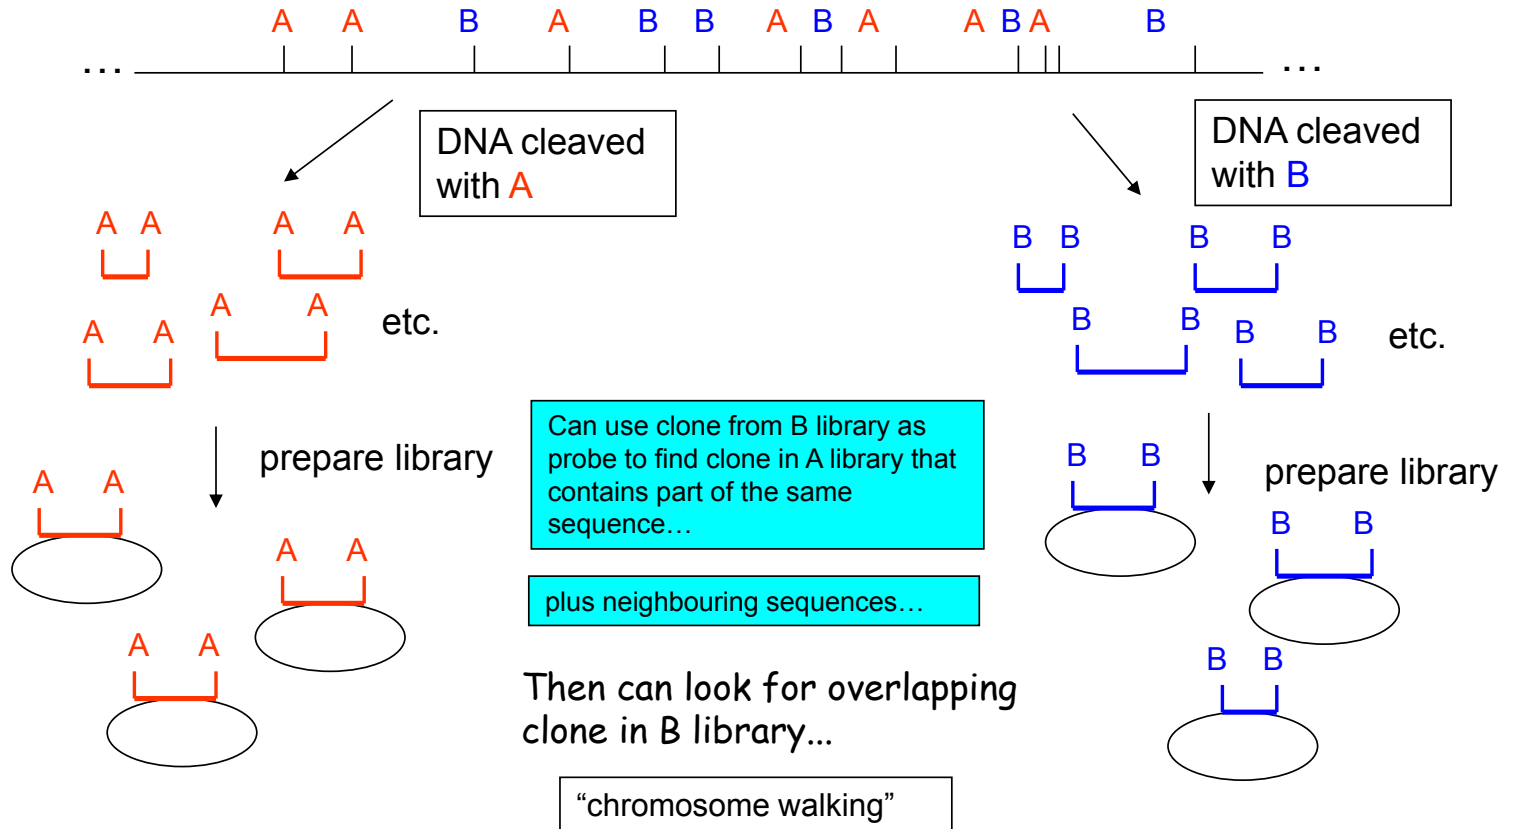 A A B A B B A B A A B A B
... ...
DNA cleaved
with A
DNA cleaved
with B
A A A A
A A
A A
etc.
B B B B
B B
B B
etc.
prepare library
A A
A A
A A
Can use clone from B library as
probe to find clone in A library that
contains part of the same
sequence…
plus neighbouring sequences…
Then can look for overlapping
clone in B library...
“chromosome walking”
B B
prepare library
B B
B B